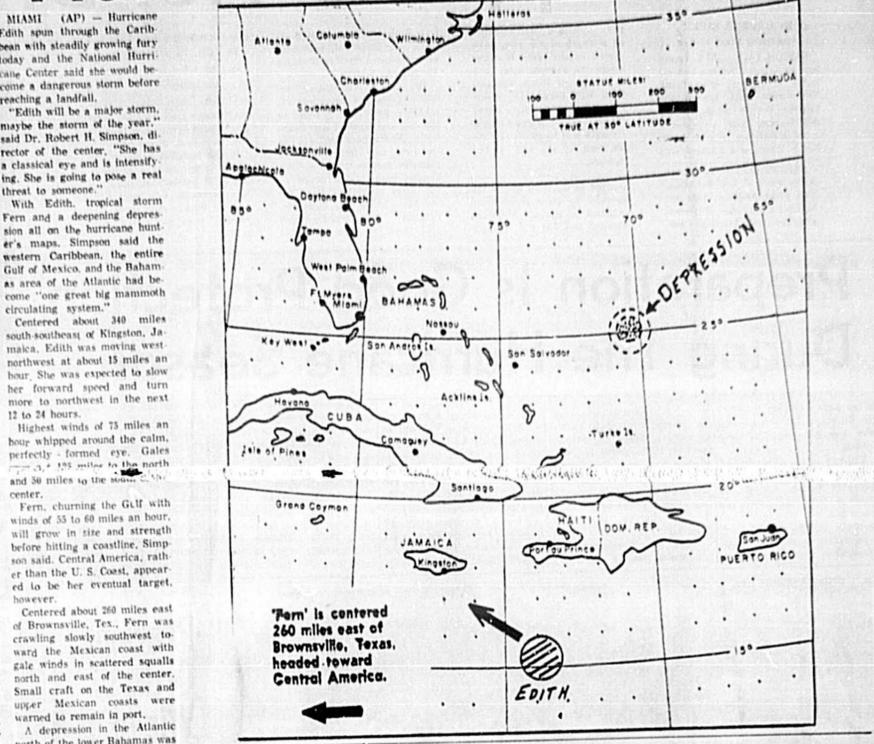 MIAMI (AP) — Hurricane
Edith spun through the Carib-
bean with steadily growing fury
today and the National Hurri-
cane Center said she would be-
come a dangerous storm before
reaching a landfall.
"Edith will be a major storm,
maybe the storm of the year,"
said Dr. Robert H. Simpson, di-
rector of the center. "She has
a classical eye and is intensify-
ing. She is going to pose a real
threat to someone."
With Edith, tropical storm
Fern and a deepening depres-
sion all on the hurricane hunt-
er's maps, Simpson said the
western Caribbean, the entire
Gulf of Mexico, and the Baham-
as area of the Atlantic had be-
come "one great big mammoth
circulating system."
Centered about 340 miles
south-southeast of Kingston, Ja-
maica, Edith was moving west-
northwest at about 15 miles an
hour. She was expected to slow
her forward speed and turn
more to northwest in the next
12 to 24 hours.
Highest winds of 75 miles an
hour whipped around the calm,
perfectly - formed eye. Gales
miles to the north
and 50 miles to the
center.
Fern, churning the Gulf with
winds of 55 to 60 miles an hour,
will grow in size and strength
before hitting a coastline, Simp
son said. Central America, rath
er than the U. S. Coast, appear-
ed to be her eventual target,
however.
Centered about 260 miles east
of Brownsville, Tex., Fern was
crawling slowly southwest to-
ward the Mexican coast with
gale winds in scattered squalls
north and east of the center.
Small craft on the Texas and
upper Mexican coasts were
warned to remain in port.
A depression in the Atlantic
north of the lower Bahamas was
Hatteras
35°
Atlanta
Columbia
Wilmington
Charleston
Savannah
STATUE MILES
100 0 100 200 300
TRUE AT 30° LATITUDE
BERMUDA
Jacksonville
Apalachicola
30°
Daytona Beach
85°
80°
75°
70°
65°
Tampa
DEPRESSION
West Palm Beach
Ft. Myers
Miami
BAHAMAS
25°
Key West
Nassau
San Andros Is.
San Salvador
Acklins Is.
Havana
CUBA
Isle of Pines
Camaguey
Turks Is.
20°
Santiago
Grand Cayman
HAITI
DOM. REP.
JAMAICA
Kingston
Port au Prince
San Juan
PUERTO RICO
'Fern' is centered
260 miles east of
Brownsville, Texas,
headed toward
Central America.
15°
EDITH